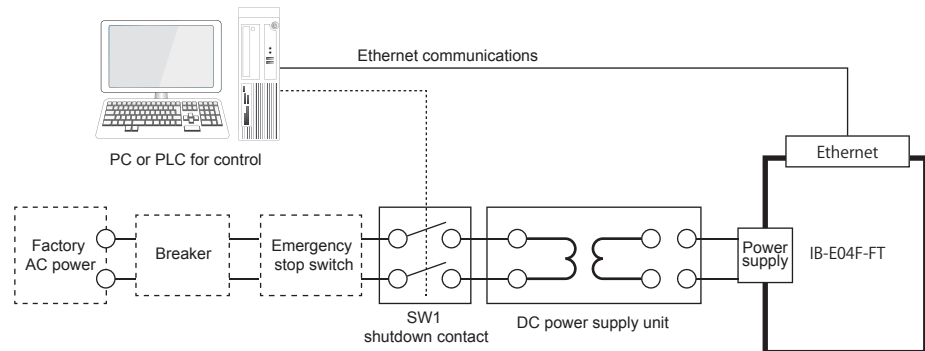 Ethernet communications
PC or PLC for control
Ethernet
Factory
AC power
Breaker
Emergency
stop switch
SW1
shutdown contact
DC power supply unit
Power
supply
IB-E04F-FT